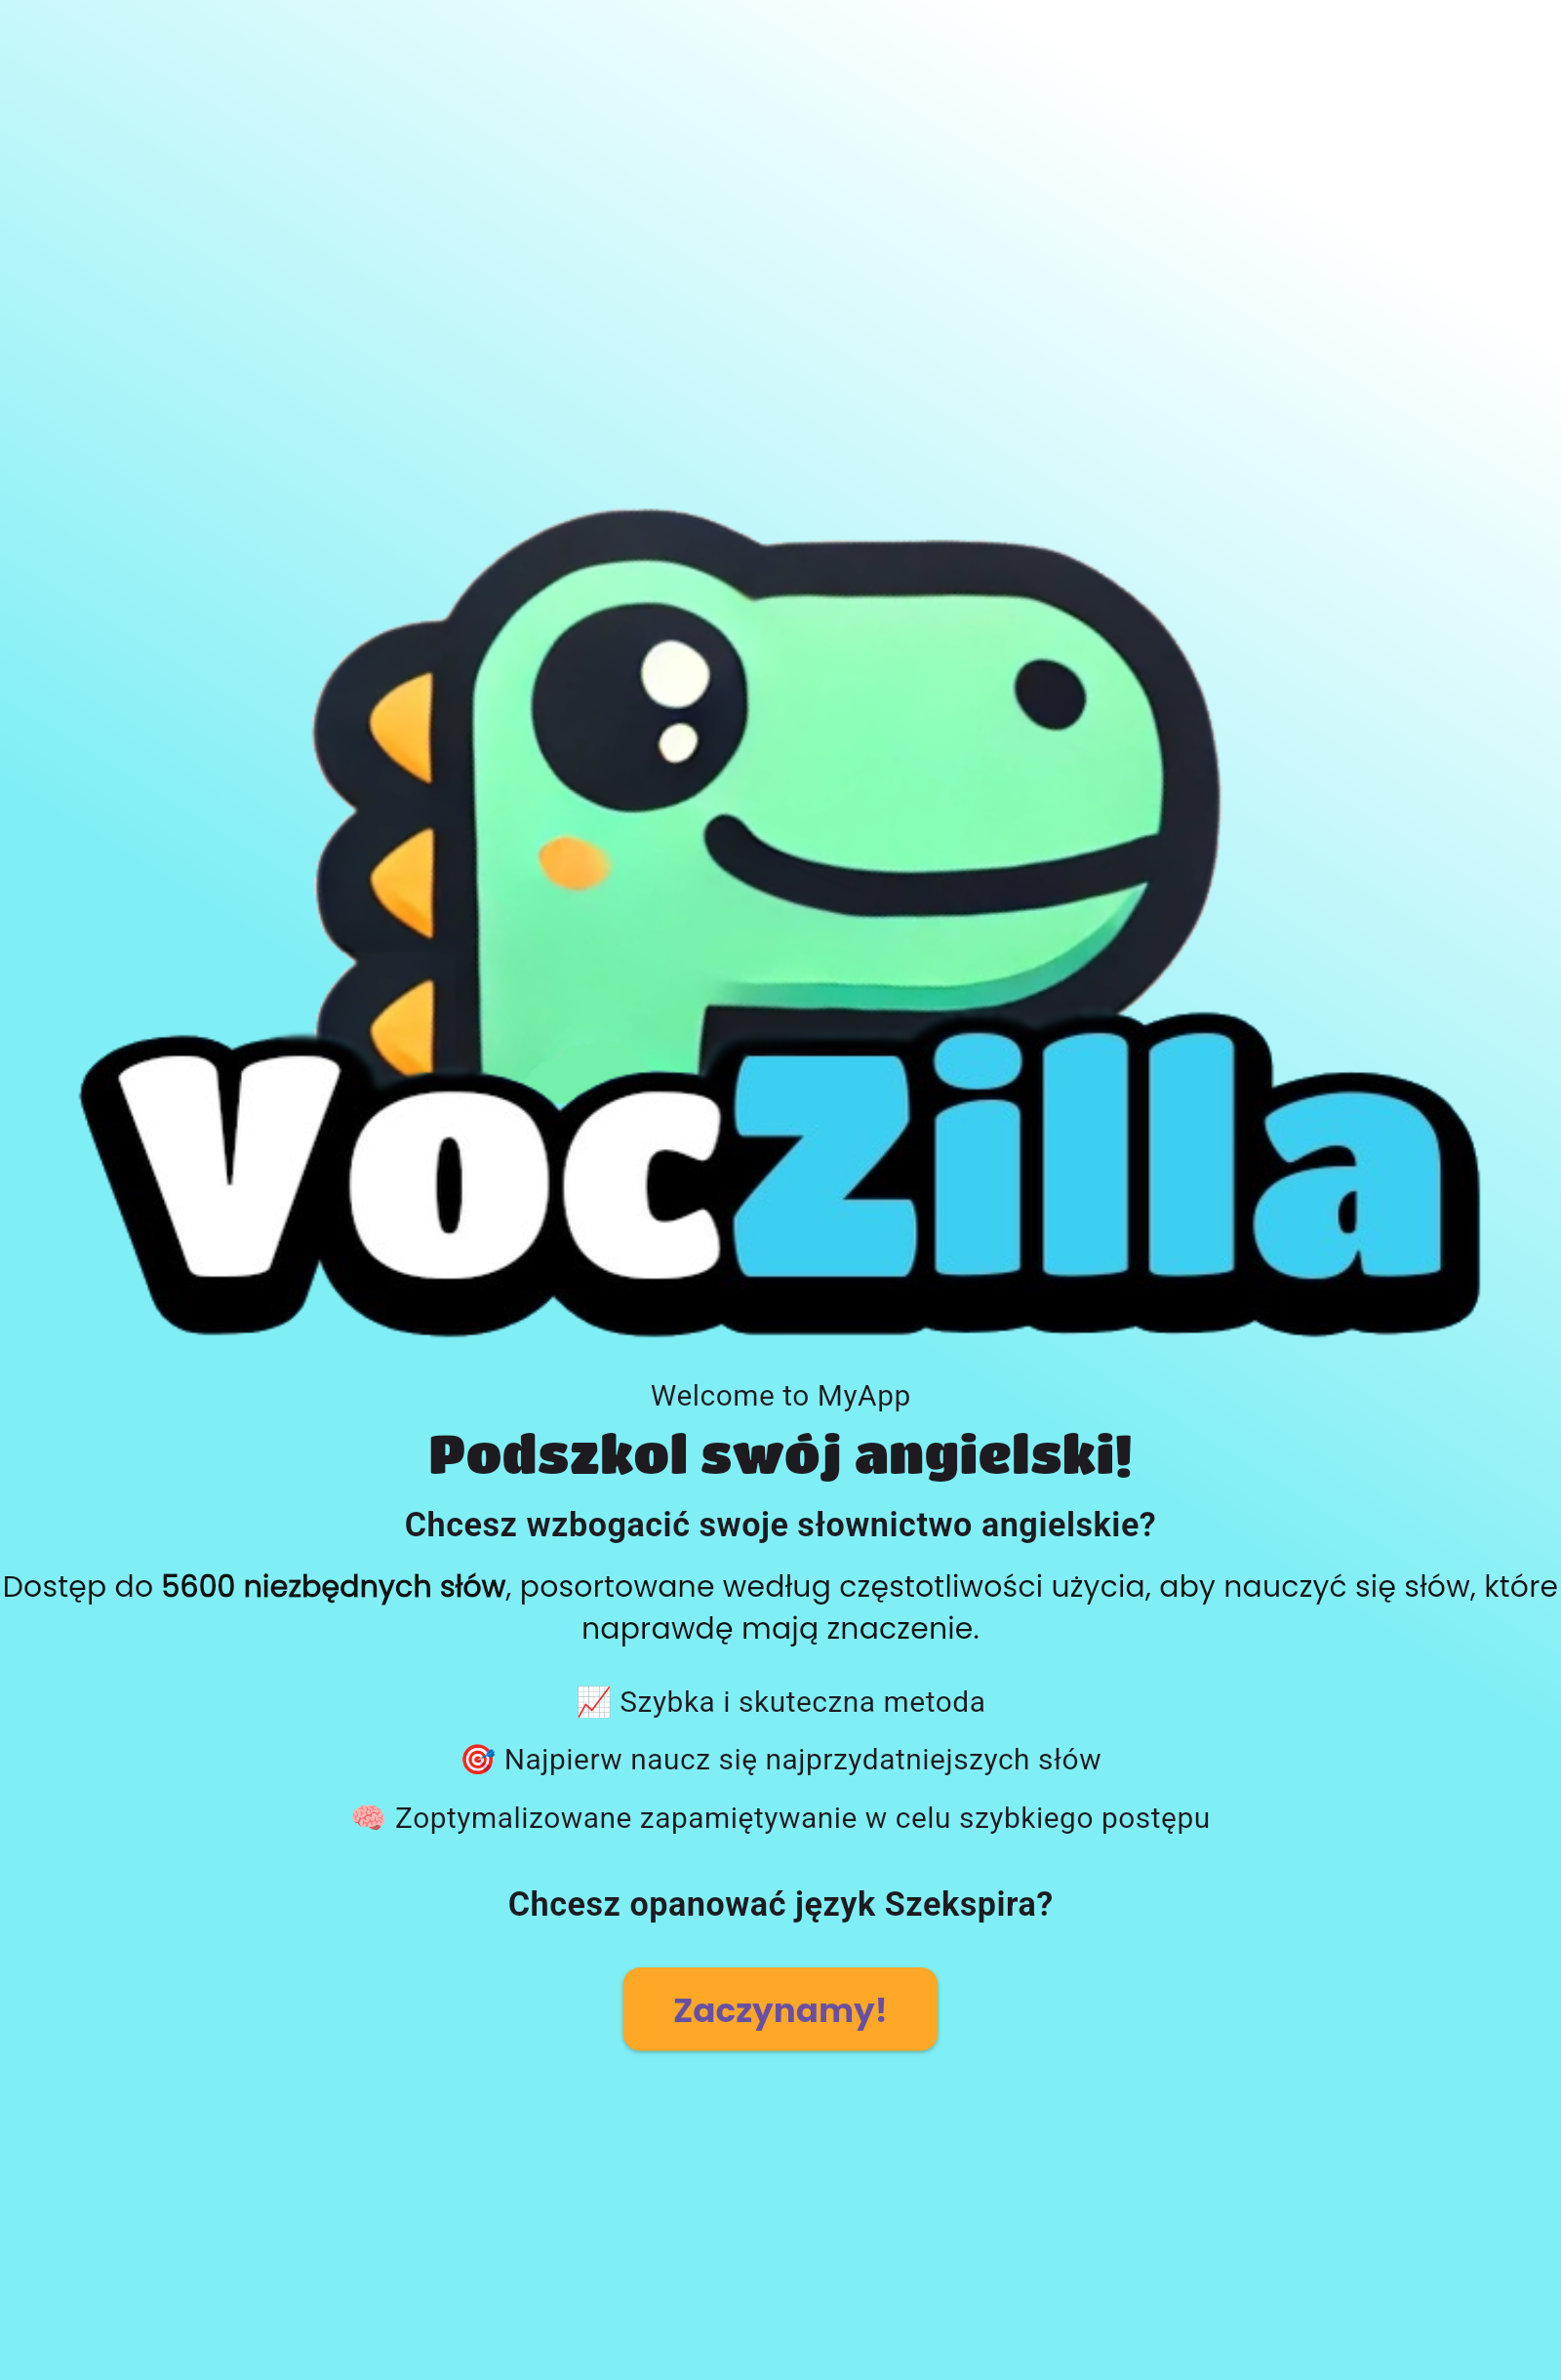 VocZilla
Welcome to MyApp
Podszkol swój angielski!
Chcesz wzbogacić swoje słownictwo angielskie?
Dostęp do 5600 niezbędnych słów, posortowane według częstotliwości użycia, aby nauczyć się słów, które
naprawdę mają znaczenie.
📈 Szybka i skuteczna metoda
🎯 Najpierw naucz się najprzydatniejszych słów
🧠 Zoptymalizowane zapamiętywanie w celu szybkiego postępu
Chcesz opanować język Szekspira?
Zaczynamy!